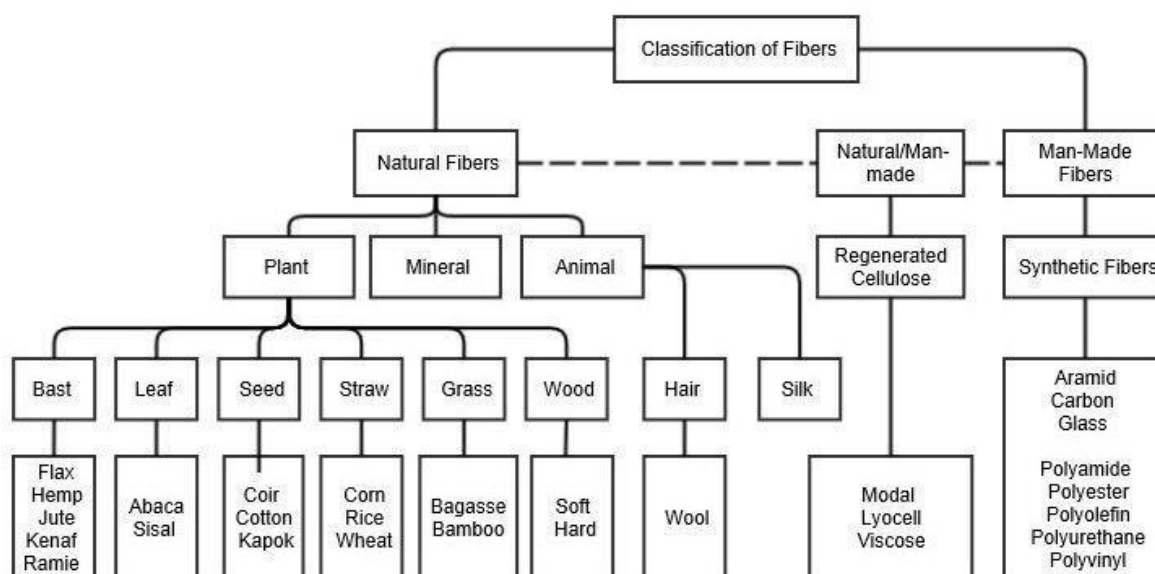 Classification of Fibers
Natural Fibers
Natural/Man-
made
Man-Made
Fibers
Plant
Mineral
Animal
Regenerated
Cellulose
Synthetic Fibers
Bast
Leaf
Seed
Straw
Grass
Wood
Hair
Silk
Flax
Hemp
Jute
Kenaf
Ramie
Abaca
Sisal
Coir
Cotton
Kapok
Corn
Rice
Wheat
Bagasse
Bamboo
Soft
Hard
Wool
Modal
Lyocell
Viscose
Aramid
Carbon
Glass
Polyamide
Polyester
Polyolefin
Polyurethane
Polyvinyl